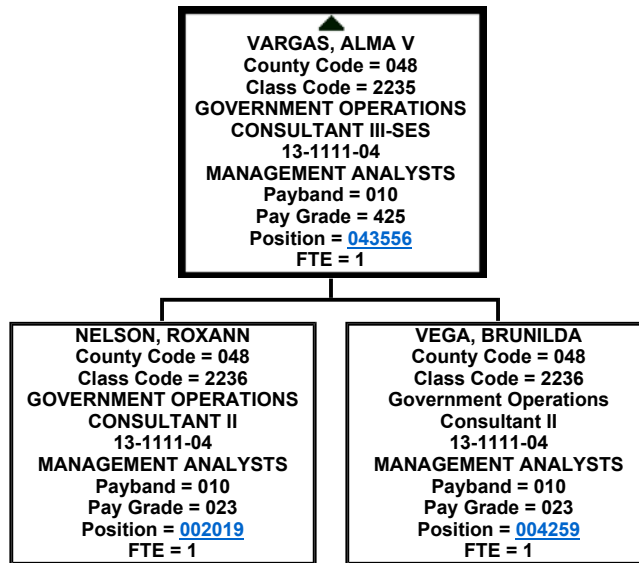 VARGAS, ALMA V
County Code = 048
Class Code = 2235
GOVERNMENT OPERATIONS
CONSULTANT III-SES
13-1111-04
MANAGEMENT ANALYSTS
Payband = 010
Pay Grade = 425
Position = 043556
FTE = 1
NELSON, ROXANN
County Code = 048
Class Code = 2236
GOVERNMENT OPERATIONS
CONSULTANT II
13-1111-04
MANAGEMENT ANALYSTS
Payband = 010
Pay Grade = 023
Position = 002019
FTE = 1
VEGA, BRUNILDA
County Code = 048
Class Code = 2236
Government Operations
Consultant II
13-1111-04
MANAGEMENT ANALYSTS
Payband = 010
Pay Grade = 023
Position = 004259
FTE = 1